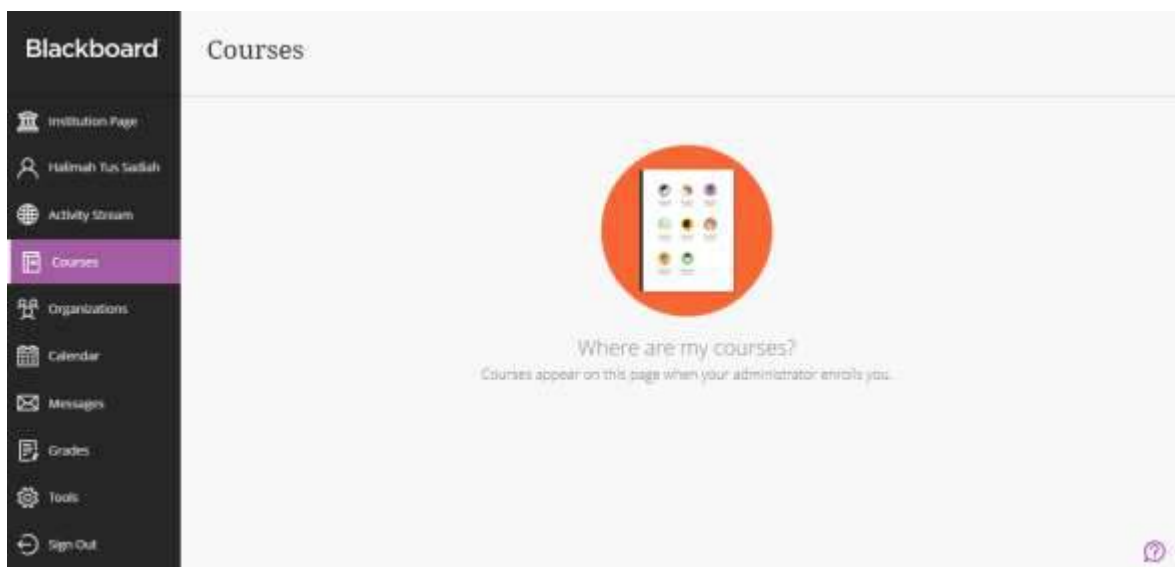 Blackboard
Courses
Institution Page
Halimah Tus Sadiah
Activity Stream
Courses
Organizations
Calendar
Messages
Grades
Tools
Sign Out
Where are my courses?
Courses appear on this page when your administrator enrolls you.